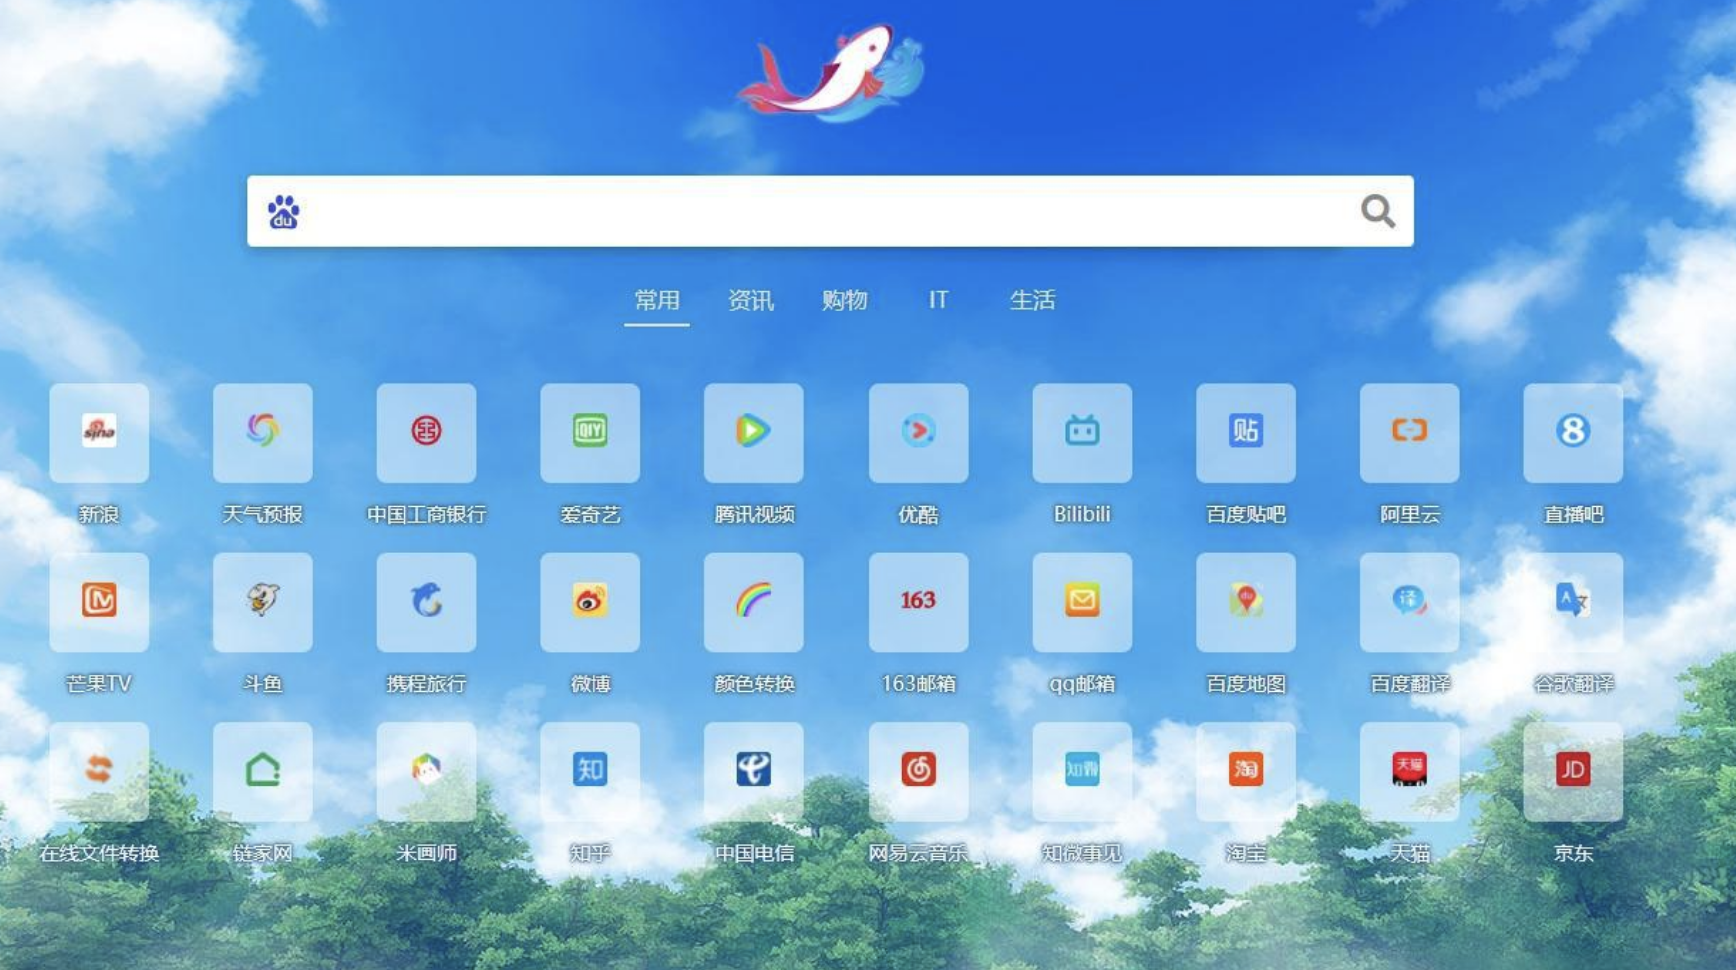 du
常用 资讯 购物 IT 生活
sina QIY 贴 8
新浪 天气预报 中国工商银行 爱奇艺 腾讯视频 优酷 Bilibili 百度贴吧 阿里云 直播吧
163 du 译 A文
芒果TV 斗鱼 携程旅行 微博 颜色转换 163邮箱 qq邮箱 百度地图 百度翻译 谷歌翻译
知 知微 淘 天猫 JD
在线文件转换 链家网 米画师 知乎 中国电信 网易云音乐 知微事见 淘宝 天猫 京东